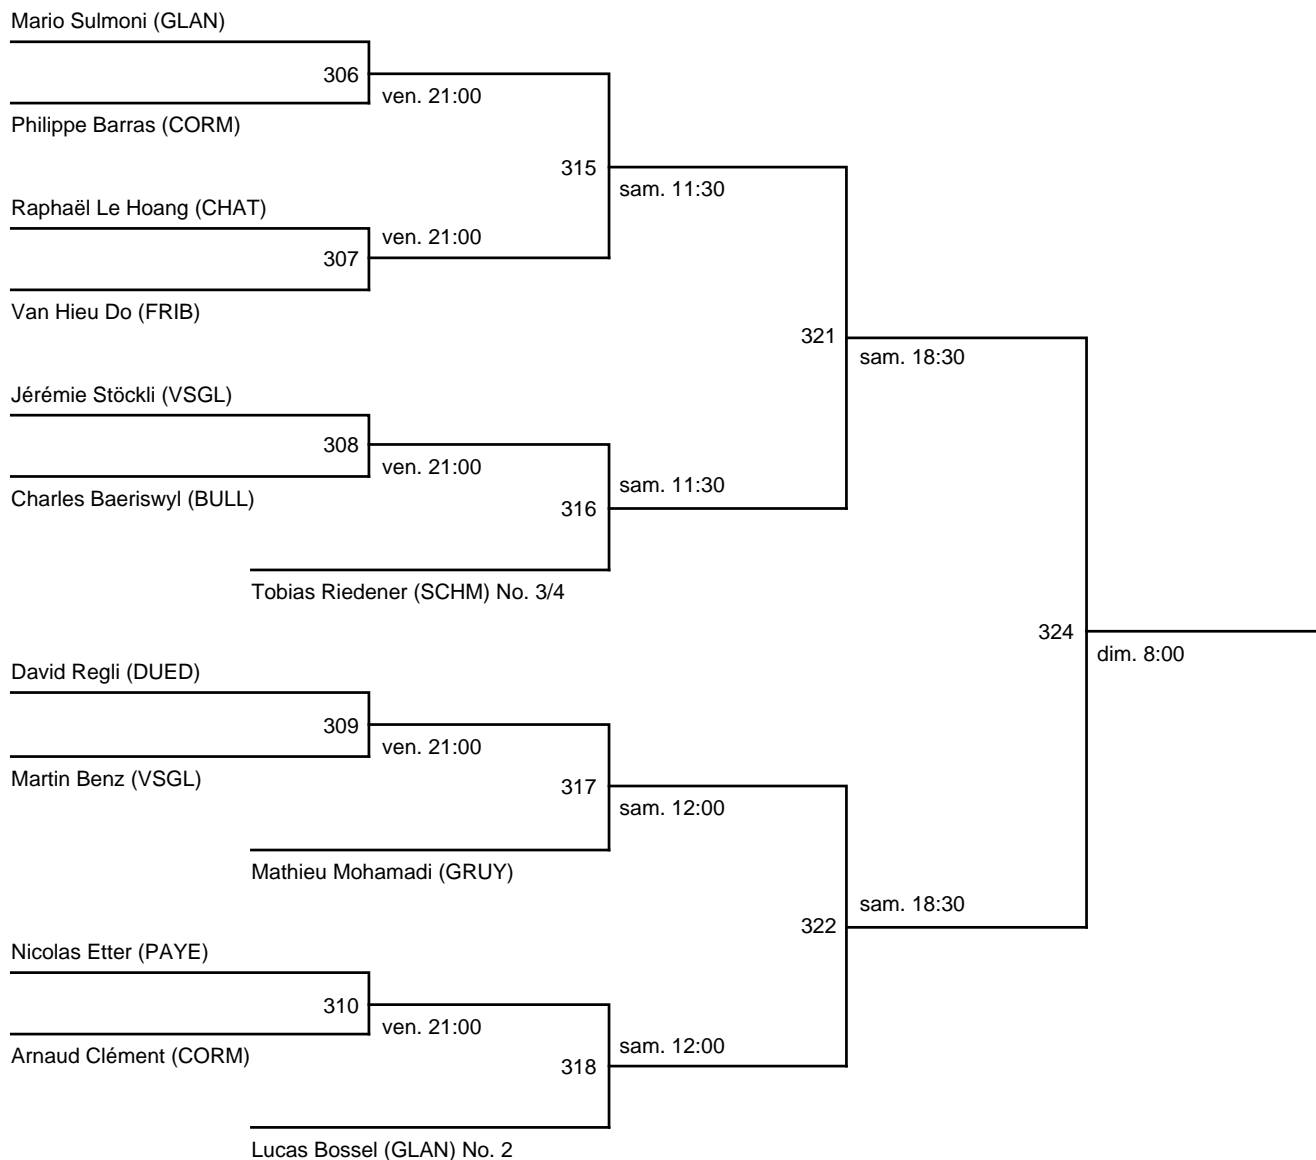 Mario Sulmoni (GLAN)
306
ven. 21:00
Philippe Barras (CORM)
315
sam. 11:30
Raphaël Le Hoang (CHAT)
ven. 21:00
307
Van Hieu Do (FRIB)
321
sam. 18:30
Jérémie Stöckli (VSGL)
308
ven. 21:00
Charles Baeriswyl (BULL)
sam. 11:30
316
Tobias Riedener (SCHM) No. 3/4
324
dim. 8:00
David Regli (DUED)
309
ven. 21:00
Martin Benz (VSGL)
317
sam. 12:00
Mathieu Mohamadi (GRUY)
sam. 18:30
322
Nicolas Etter (PAYE)
310
ven. 21:00
Arnaud Clément (CORM)
sam. 12:00
318
Lucas Bossel (GLAN) No. 2